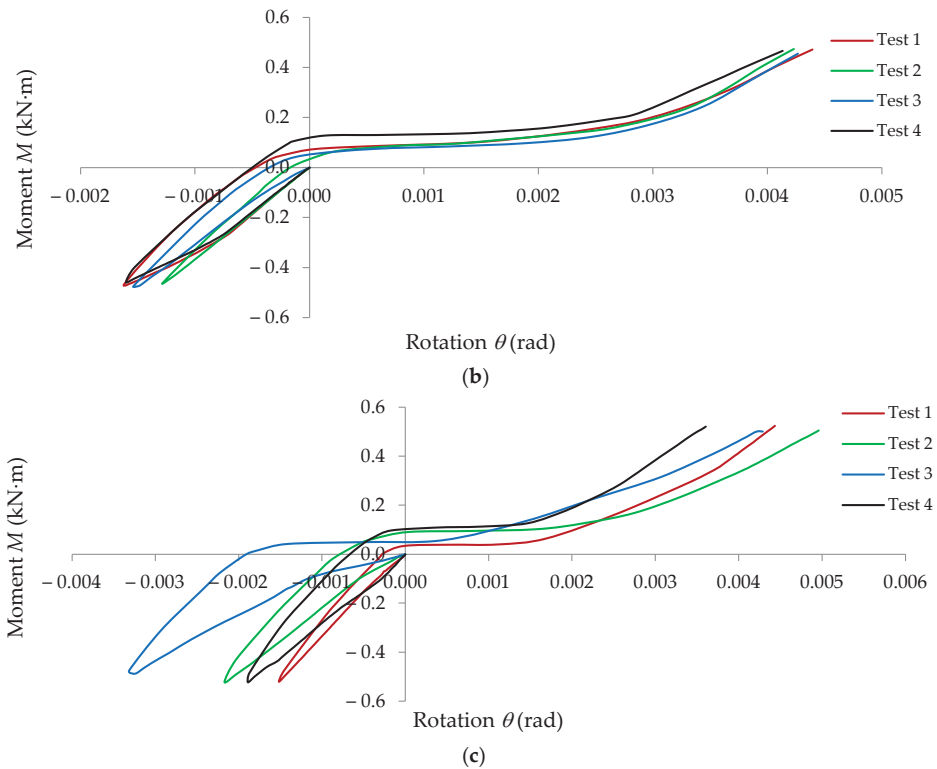 0.6
0.4
0.2
0.0
– 0.2
– 0.4
– 0.6
– 0.002
– 0.001
0.000
0.001
0.002
0.003
0.004
0.005
Moment M (kN·m)
Rotation θ (rad)
Test 1
Test 2
Test 3
Test 4
(b)
0.6
0.4
0.2
0.0
– 0.2
– 0.4
– 0.6
– 0.004
– 0.003
– 0.002
– 0.001
0.000
0.001
0.002
0.003
0.004
0.005
0.006
Moment M (kN·m)
Rotation θ (rad)
Test 1
Test 2
Test 3
Test 4
(c)